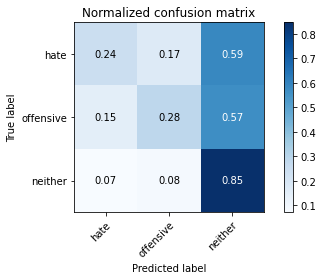 Normalized confusion matrix
True label
hate 0.24 0.17 0.59
offensive 0.15 0.28 0.57
neither 0.07 0.08 0.85
hate offensive neither
Predicted label
0.8
0.7
0.6
0.5
0.4
0.3
0.2
0.1